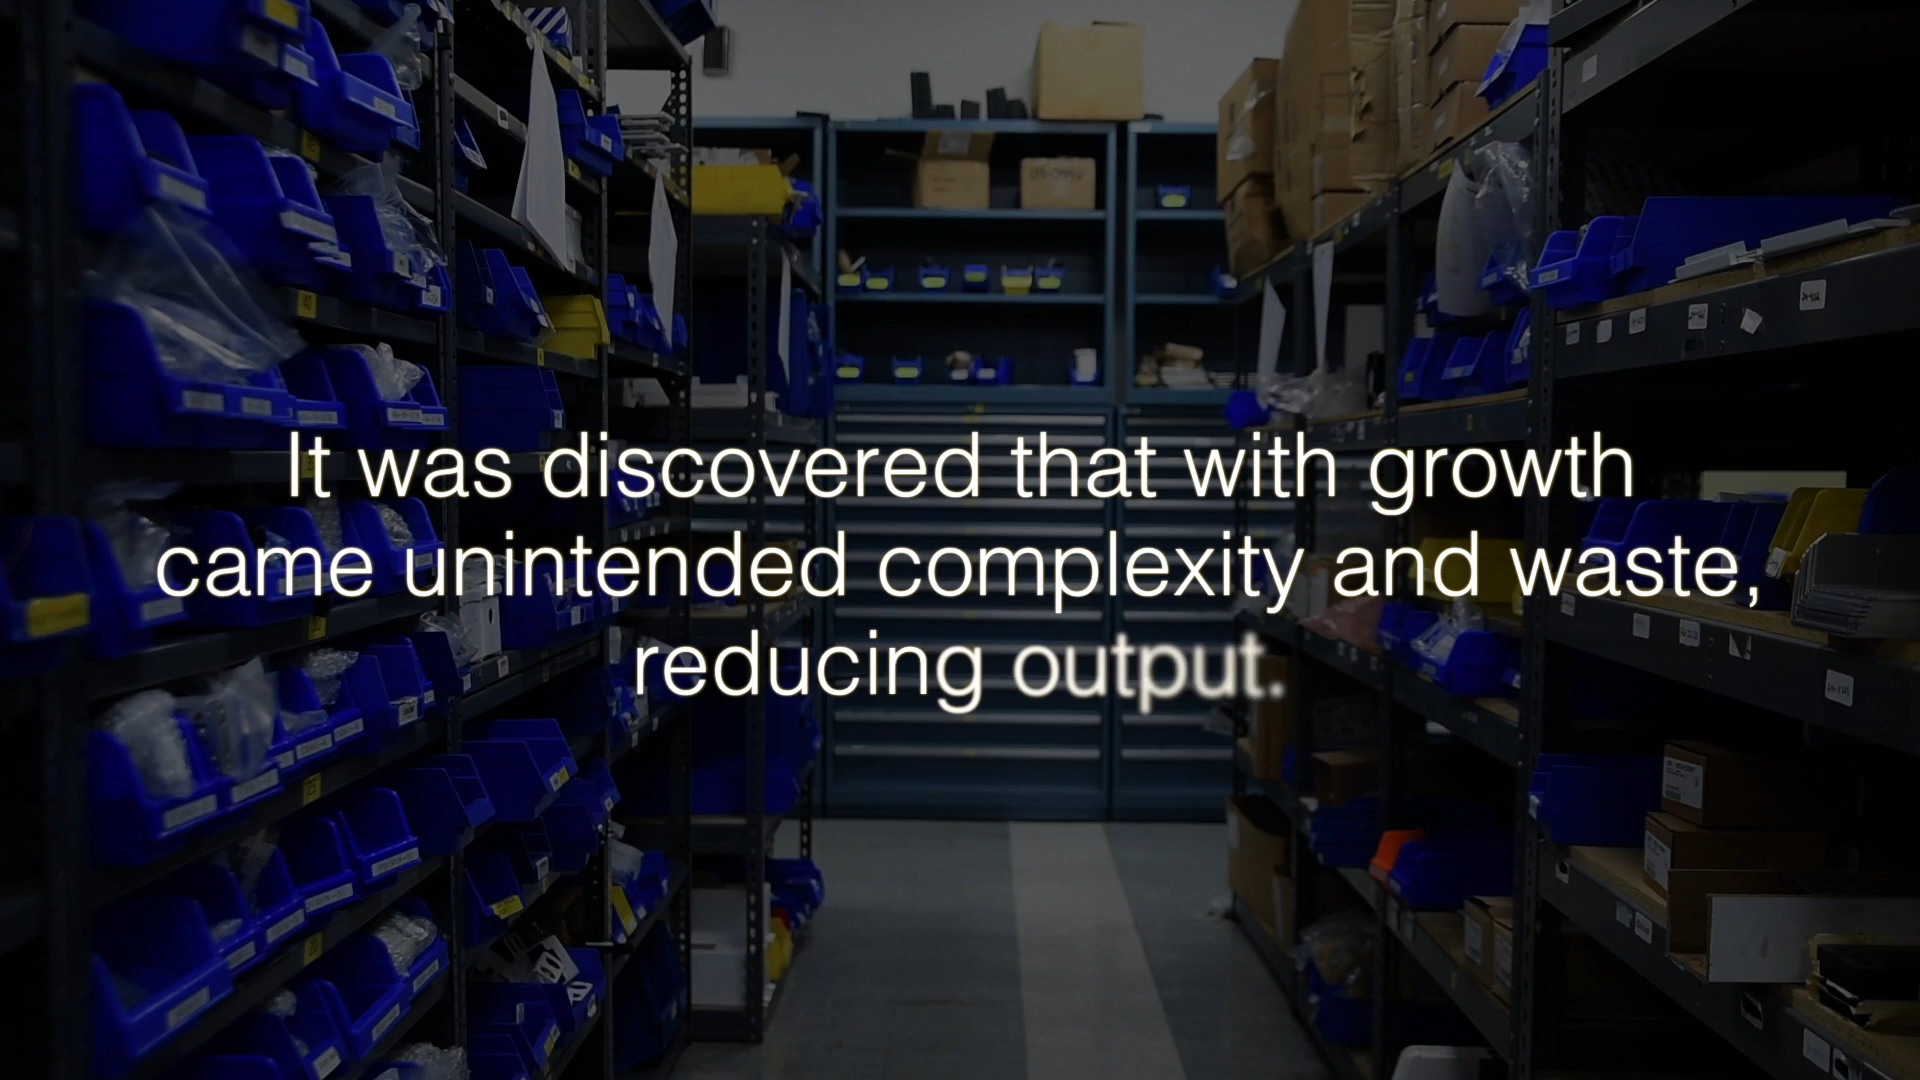 It was discovered that with growth
came unintended complexity and waste,
reducing output.